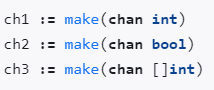 ch1 := make(chan int)
ch2 := make(chan bool)
ch3 := make(chan []int)